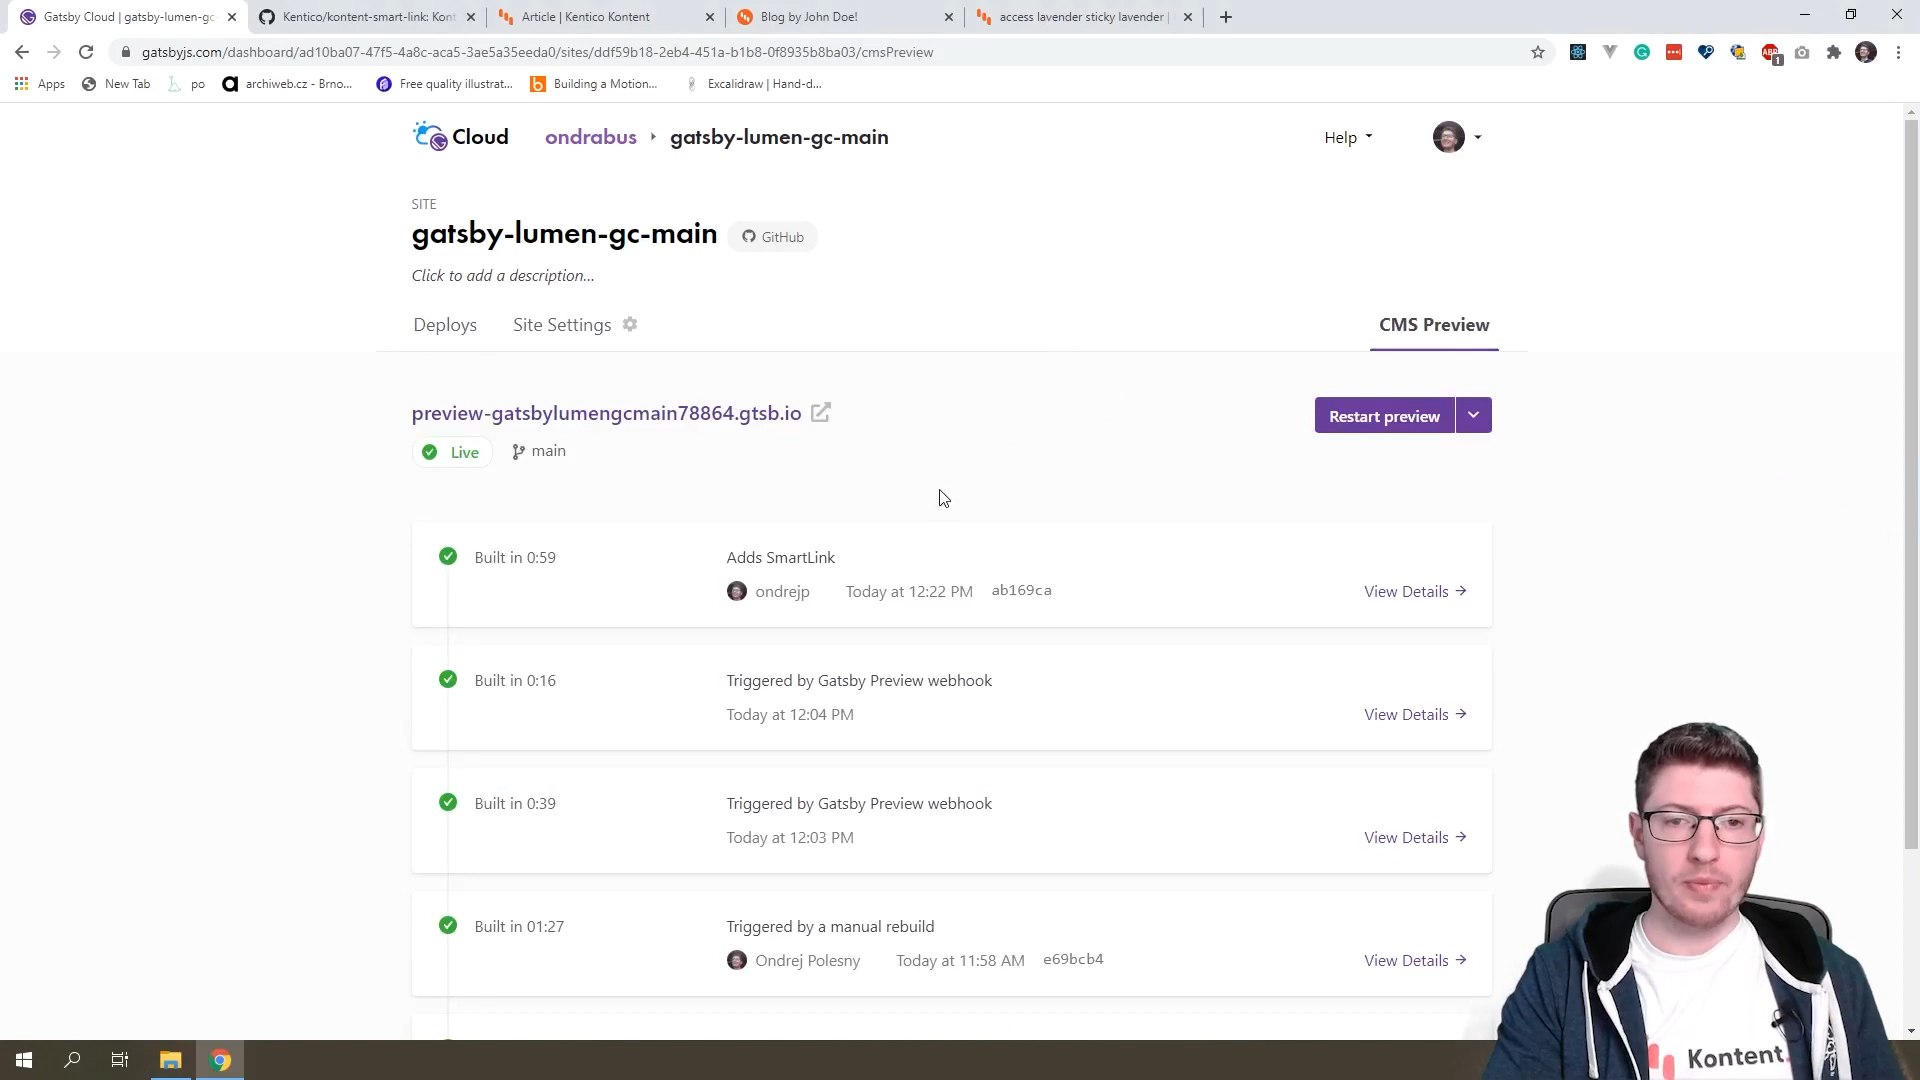 Gatsby Cloud | gatsby-lumen-gc-
Kentico/kontent-smart-link: Kont
Article | Kentico Kontent
Blog by John Doe!
access lavender sticky lavender |
gatsbyjs.com/dashboard/ad10ba07-47f5-4a8c-aca5-3ae5a35eeda0/sites/ddf59b18-2eb4-451a-b1b8-0f8935b8ba03/cmsPreview
ABP
1
Apps
New Tab
po
archiweb.cz - Brno...
Free quality illustrat...
Building a Motion...
Excalidraw | Hand-d...
Cloud
ondrabus
gatsby-lumen-gc-main
Help
SITE
gatsby-lumen-gc-main
GitHub
Click to add a description...
Deploys
Site Settings
CMS Preview
preview-gatsbylumengcmain78864.gtsb.io
Restart preview
Live
main
Built in 0:59
Adds SmartLink
ondrejp
Today at 12:22 PM
ab169ca
View Details
Built in 0:16
Triggered by Gatsby Preview webhook
Today at 12:04 PM
View Details
Built in 0:39
Triggered by Gatsby Preview webhook
Today at 12:03 PM
View Details
Built in 01:27
Triggered by a manual rebuild
Ondrej Polesny
Today at 11:58 AM
e69bcb4
View Details
Kontent.